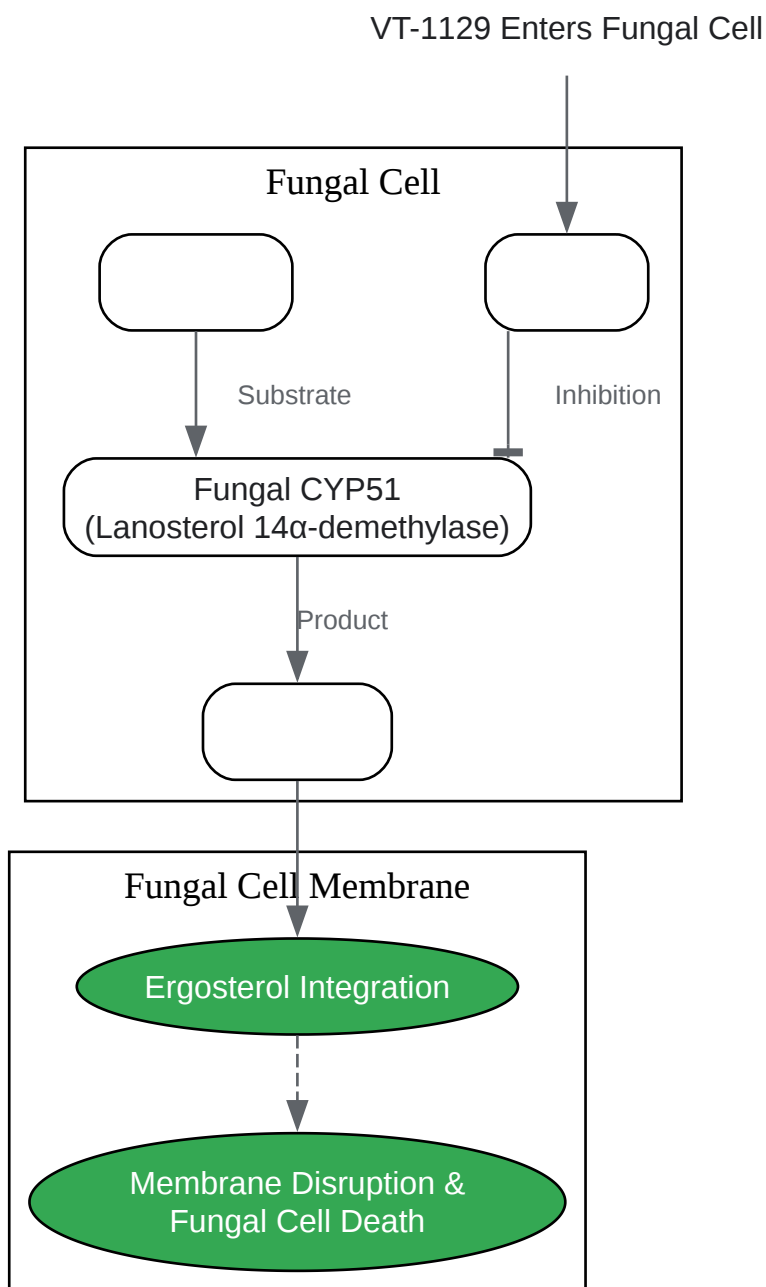 VT-1129 Enters Fungal Cell
Fungal Cell
Substrate
Inhibition
Fungal CYP51
(Lanosterol 14α-demethylase)
Product
Fungal Cell Membrane
Ergosterol Integration
Membrane Disruption &
Fungal Cell Death